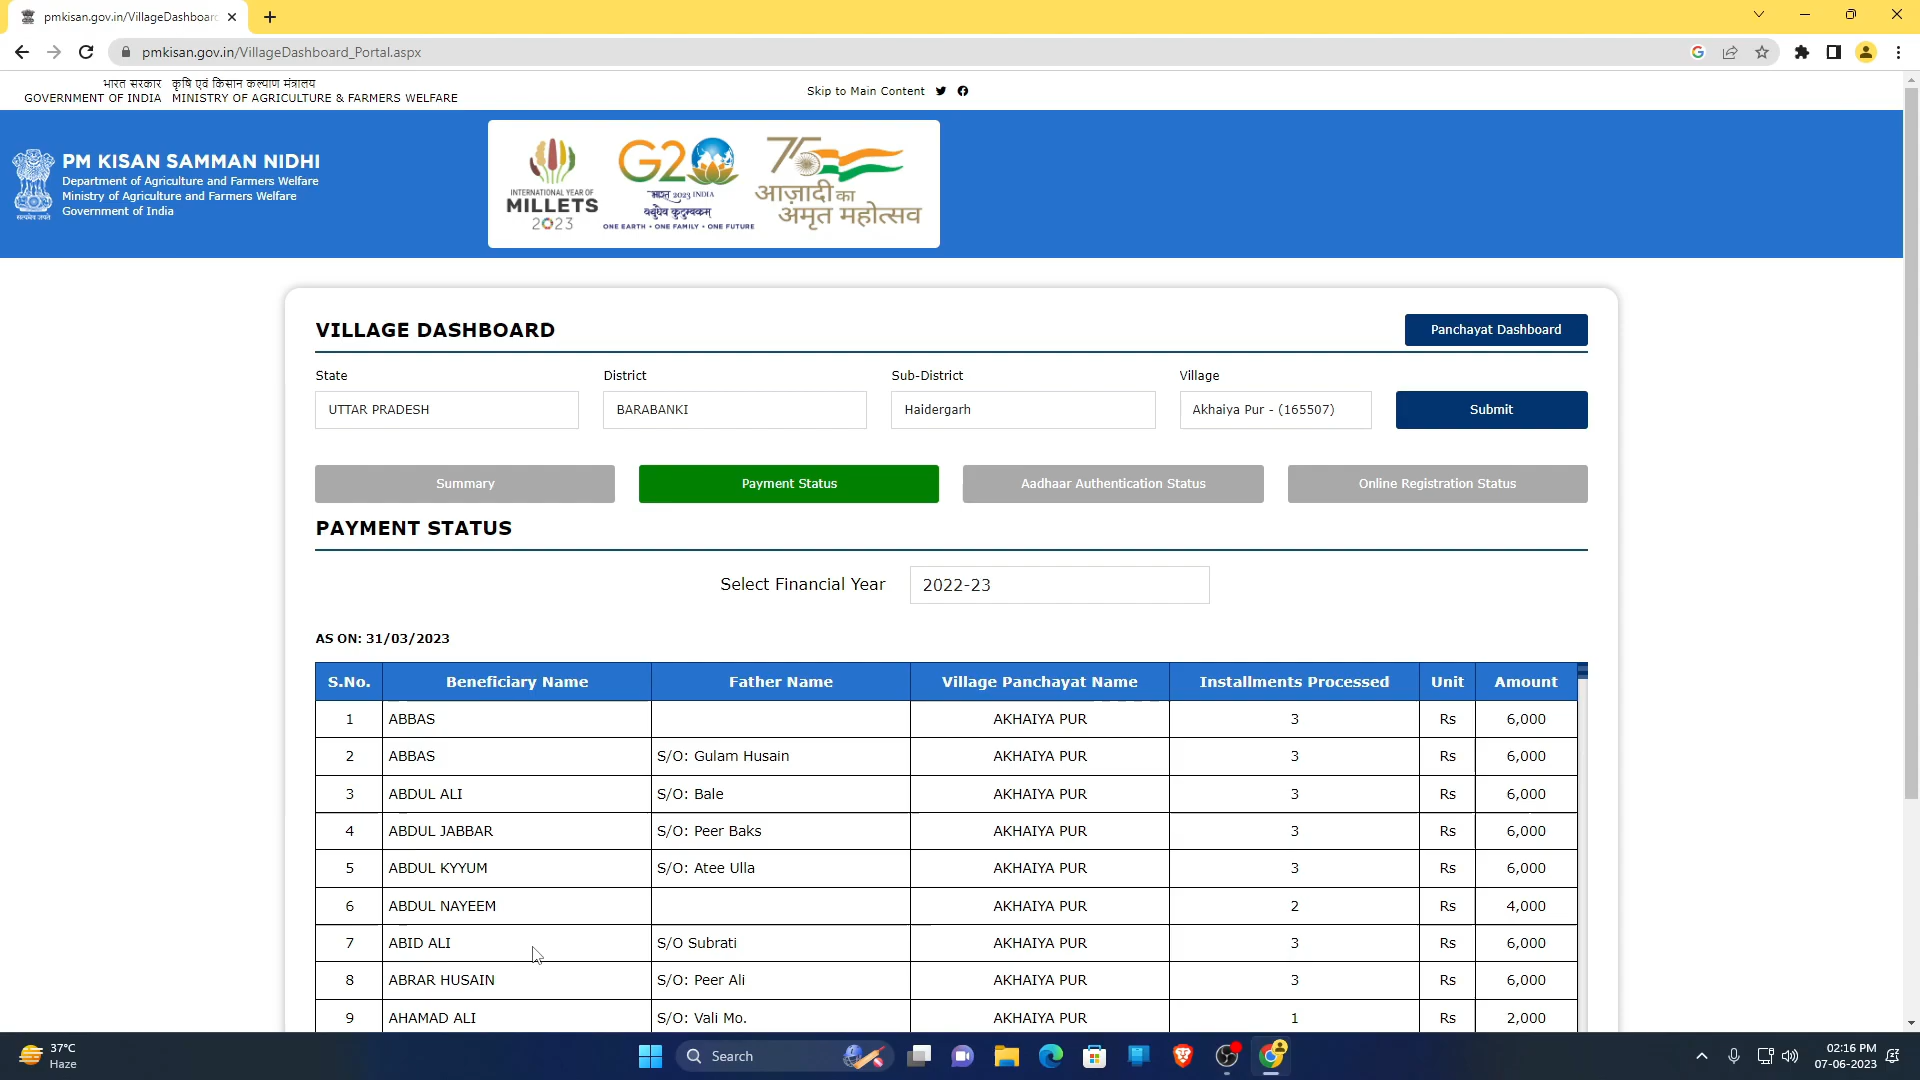 pmkisan.gov.in/VillageDashboard
pmkisan.gov.in/VillageDashboard_Portal.aspx
भारत सरकार कृषि एवं किसान कल्याण मंत्रालय
GOVERNMENT OF INDIA MINISTRY OF AGRICULTURE & FARMERS WELFARE
Skip to Main Content
सत्यमेव जयते
PM KISAN SAMMAN NIDHI
Department of Agriculture and Farmers Welfare
Ministry of Agriculture and Farmers Welfare
Government of India
INTERNATIONAL YEAR OF
MILLETS
2023
G20
भारत 2023 INDIA
वसुधैव कुटुम्बकम्
ONE EARTH • ONE FAMILY • ONE FUTURE
75
आज़ादी का
अमृत महोत्सव
VILLAGE DASHBOARD
Panchayat Dashboard
State District Sub-District Village
UTTAR PRADESH BARABANKI Haidergarh Akhaiya Pur - (165507) Submit
Summary Payment Status Aadhaar Authentication Status Online Registration Status
PAYMENT STATUS
Select Financial Year 2022-23
AS ON: 31/03/2023
S.No. Beneficiary Name Father Name Village Panchayat Name Installments Processed Unit Amount
1 ABBAS AKHAIYA PUR 3 Rs 6,000
2 ABBAS S/O: Gulam Husain AKHAIYA PUR 3 Rs 6,000
3 ABDUL ALI S/O: Bale AKHAIYA PUR 3 Rs 6,000
4 ABDUL JABBAR S/O: Peer Baks AKHAIYA PUR 3 Rs 6,000
5 ABDUL KYYUM S/O: Atee Ulla AKHAIYA PUR 3 Rs 6,000
6 ABDUL NAYEEM AKHAIYA PUR 2 Rs 4,000
7 ABID ALI S/O Subrati AKHAIYA PUR 3 Rs 6,000
8 ABRAR HUSAIN S/O: Peer Ali AKHAIYA PUR 3 Rs 6,000
9 AHAMAD ALI S/O: Vali Mo. AKHAIYA PUR 1 Rs 2,000
37°C
Haze
Search
02:16 PM
07-06-2023